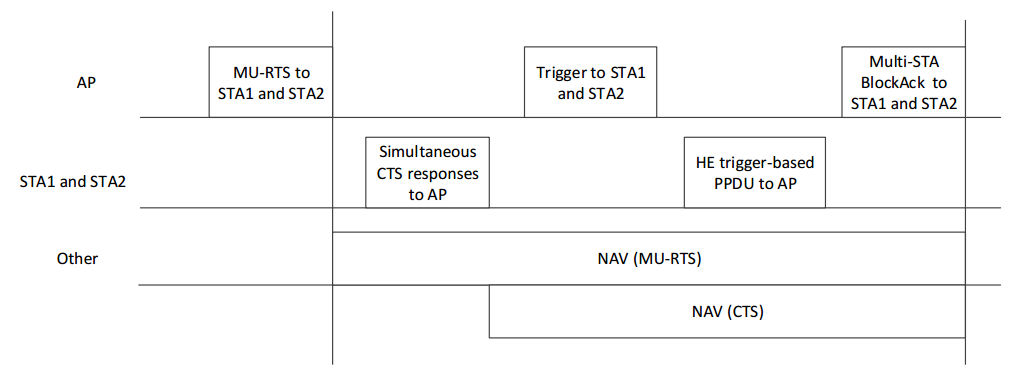 AP
MU-RTS to
STA1 and STA2
Trigger to STA1
and STA2
Multi-STA
BlockAck to
STA1 and STA2
STA1 and STA2
Simultaneous
CTS responses
to AP
HE trigger-based
PPDU to AP
Other
NAV (MU-RTS)
NAV (CTS)